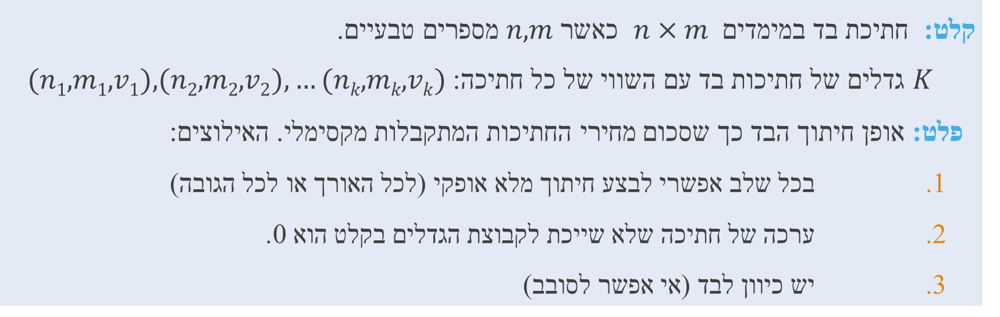 קלט: חתיכת בד במימדים n × m כאשר n,m מספרים טבעיים.
K גדלים של חתיכות בד עם השווי של כל חתיכה: (n₁,m₁,v₁),(n₂,m₂,v₂), … (nₖ,mₖ,vₖ)
פלט: אופן חיתוך הבד כך שסכום מחירי החתיכות המתקבלות מקסימלי. האילוצים:
1. בכל שלב אפשרי לבצע חיתוך מלא אופקי (לכל האורך או לכל הגובה)
2. ערכה של חתיכה שלא שייכת לקבוצת הגדלים בקלט הוא 0.
3. יש כיוון לבד (אי אפשר לסובב)